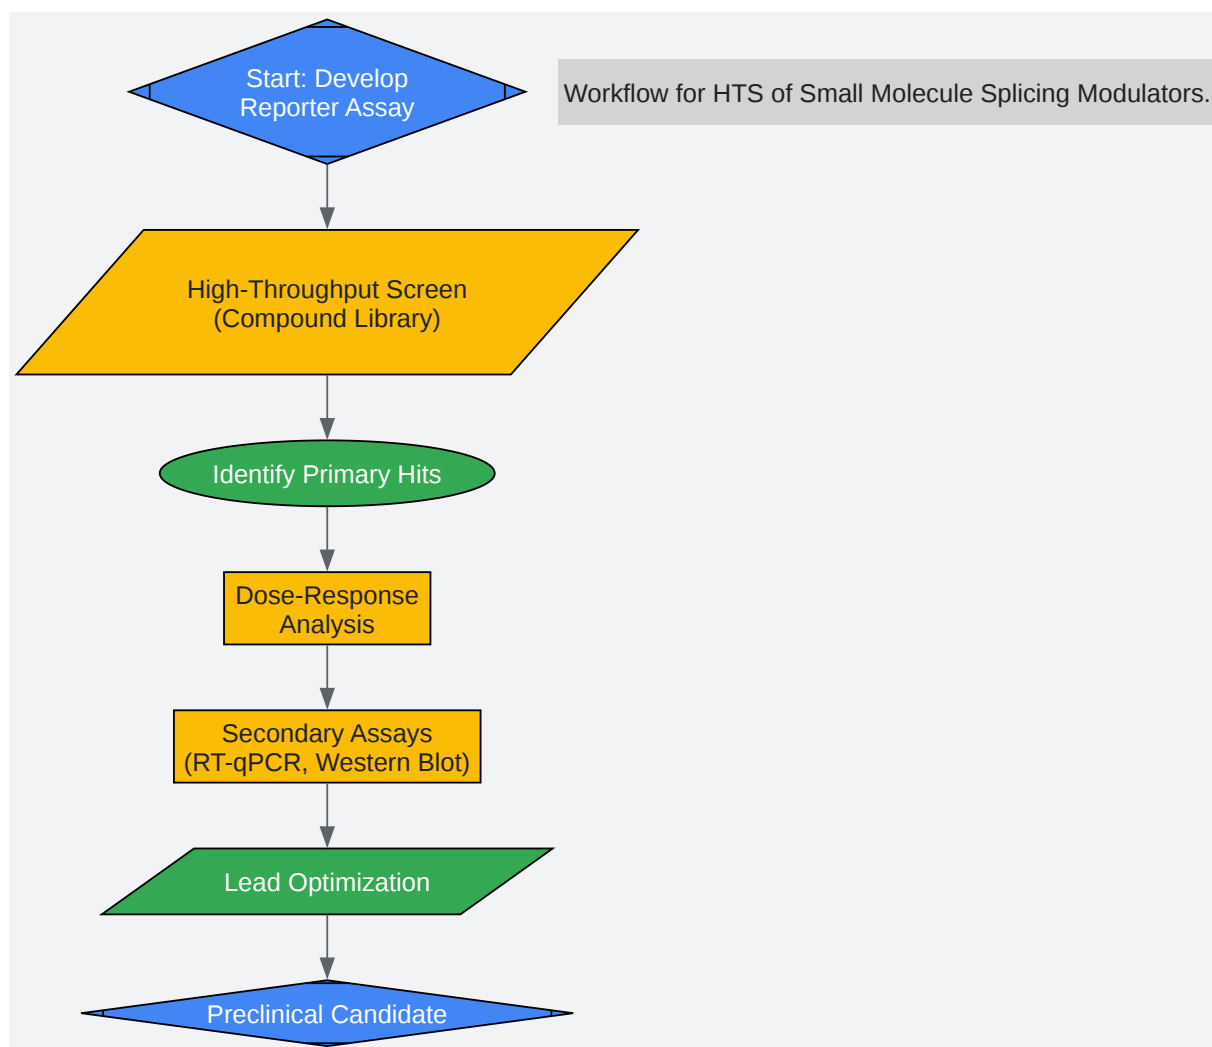 Start: Develop
Reporter Assay
Workflow for HTS of Small Molecule Splicing Modulators.
High-Throughput Screen
(Compound Library)
Identify Primary Hits
Dose-Response
Analysis
Secondary Assays
(RT-qPCR, Western Blot)
Lead Optimization
Preclinical Candidate